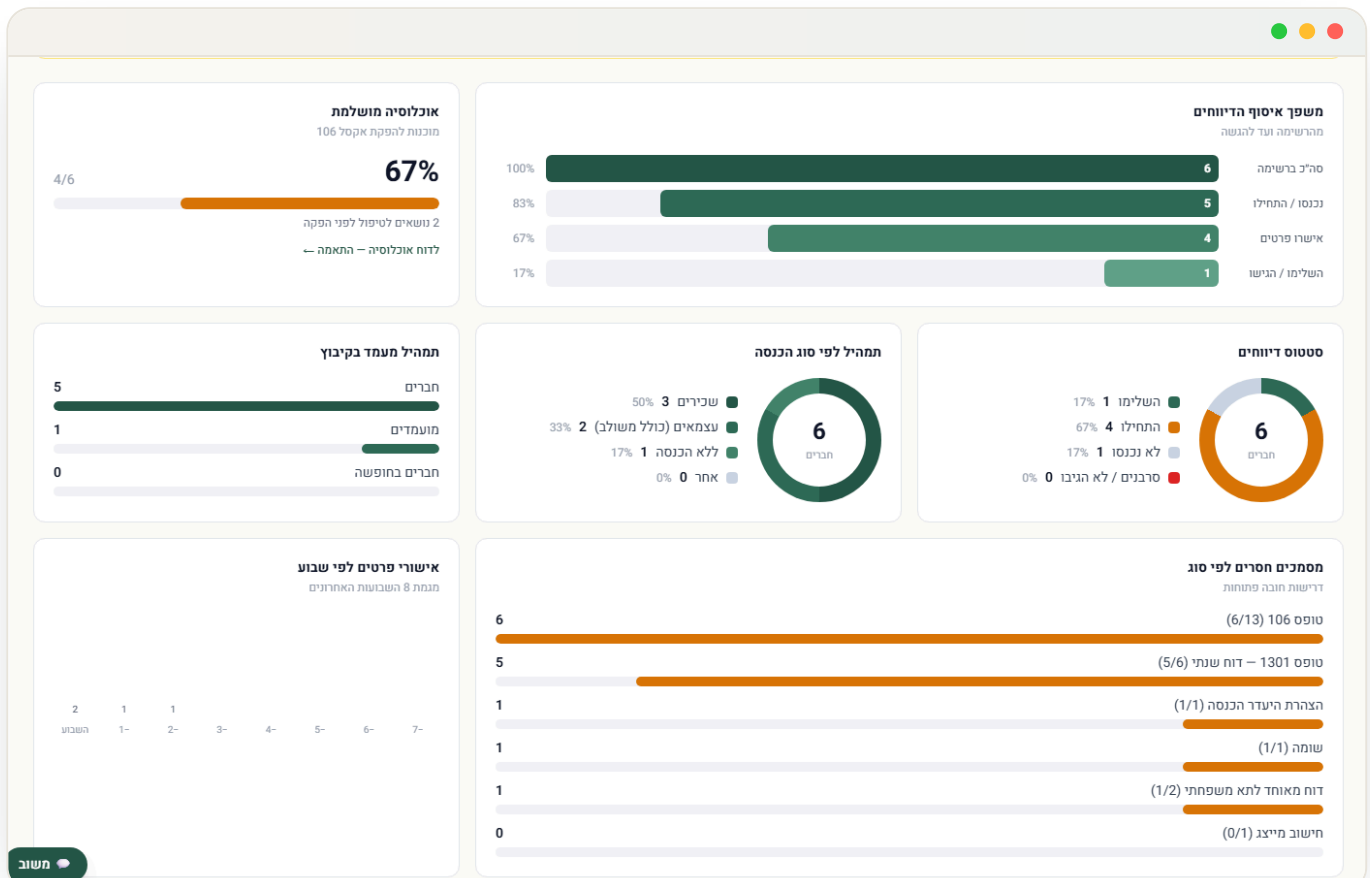 משפך איסוף הדיווחים
מהרשימה ועד להגשה
סה״כ ברשימה 6 100%
נכנסו / התחילו 5 83%
אישרו פרטים 4 67%
השלימו / הגישו 1 17%
אוכלוסיה מושלמת
מוכנות להפקת אקסל 106
67% 4/6
2 נושאים לטיפול לפני הפקה
לדוח אוכלוסיה – התאמה ←
סטטוס דיווחים
6
חברים
השלימו 1 17%
התחילו 4 67%
לא נכנסו 1 17%
סרבנים / לא הגיבו 0 0%
תמהיל לפי סוג הכנסה
6
חברים
שכירים 3 50%
עצמאים (כולל משולב) 2 33%
ללא הכנסה 1 17%
אחר 0 0%
תמהיל מעמד בקיבוץ
חברים 5
מועמדים 1
חברים בחופשה 0
מסמכים חסרים לפי סוג
דרישות חובה פתוחות
טופס 106 (6/13) 6
טופס 1301 – דוח שנתי (5/6) 5
הצהרת היעדר הכנסה (1/1) 1
שומה (1/1) 1
דוח מאוחד לתא משפחתי (1/2) 1
חישוב מייצג (0/1) 0
אישורי פרטים לפי שבוע
מגמת 8 השבועות האחרונים
1 1 2
7− 6− 5− 4− 3− 2− 1− השבוע
משוב